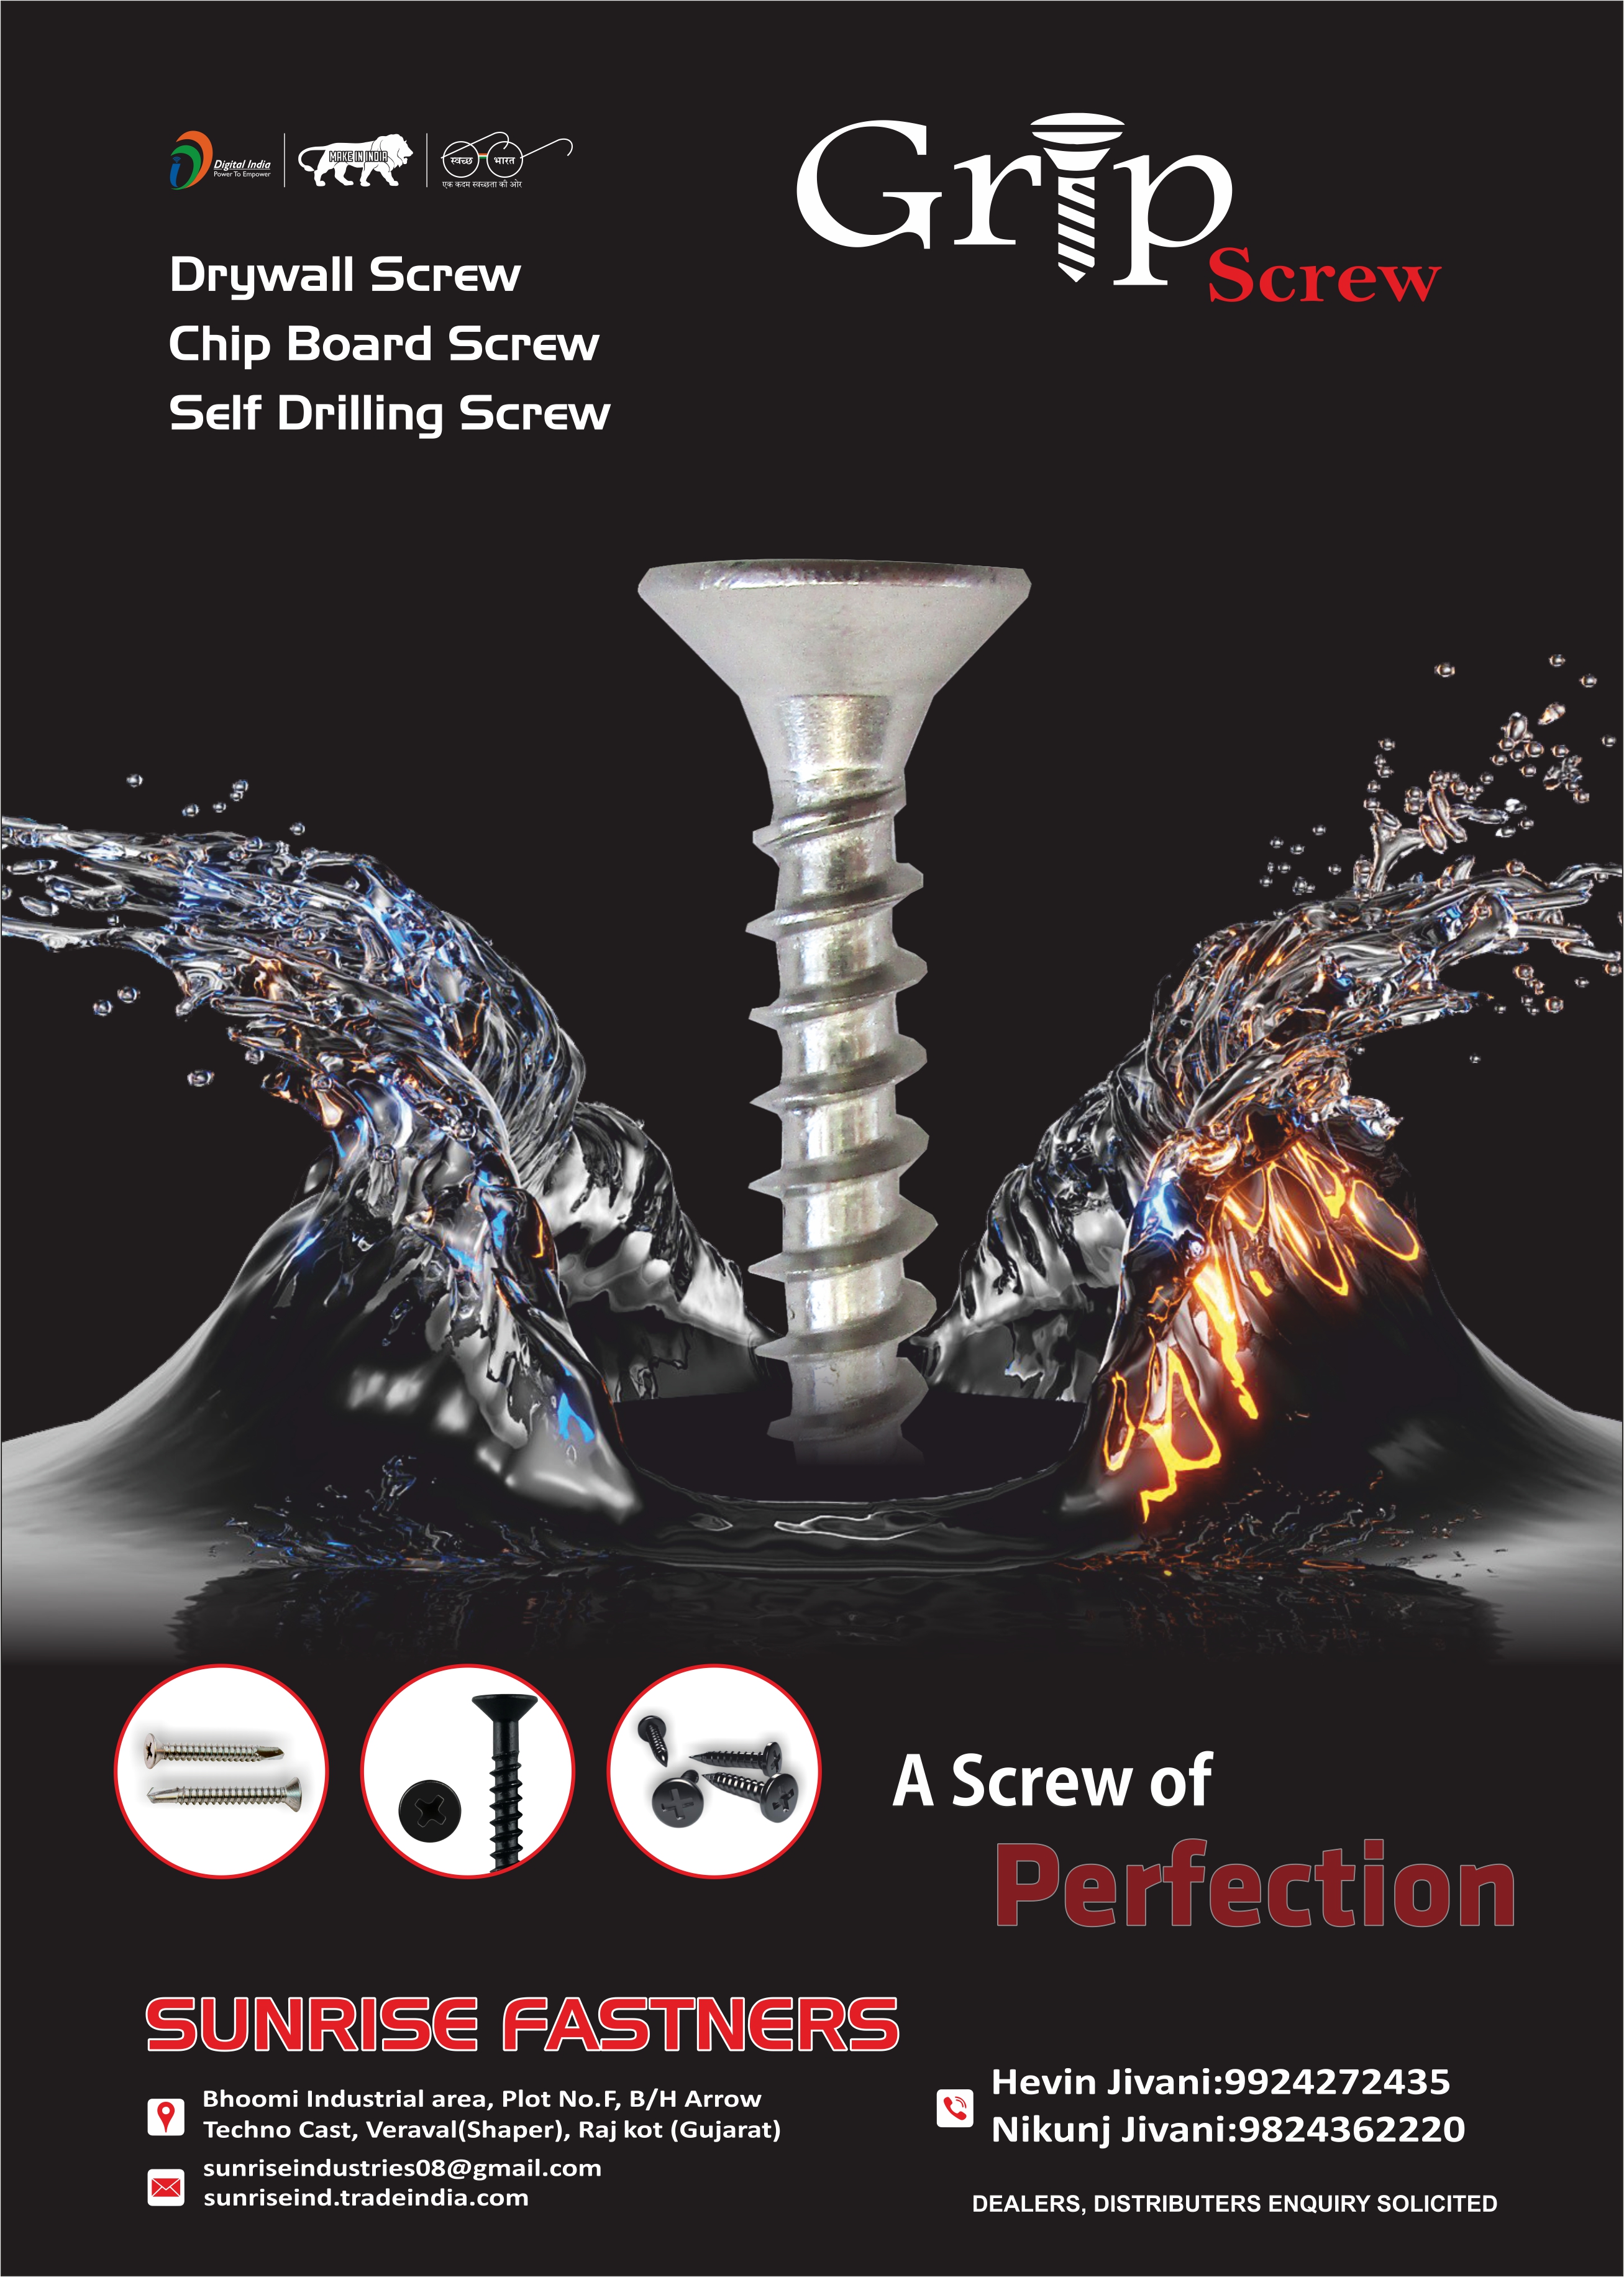 Digital India
Power To Empower
MAKE IN INDIA
स्वच्छ भारत
एक कदम स्वच्छता की ओर
Grip
Screw
Drywall Screw
Chip Board Screw
Self Drilling Screw
A Screw of
Perfection
SUNRISE FASTNERS
Bhoomi Industrial area, Plot No.F, B/H Arrow
Techno Cast, Veraval(Shaper), Raj kot (Gujarat)
sunriseindustries08@gmail.com
sunriseind.tradeindia.com
Hevin Jivani:9924272435
Nikunj Jivani:9824362220
DEALERS, DISTRIBUTERS ENQUIRY SOLICITED